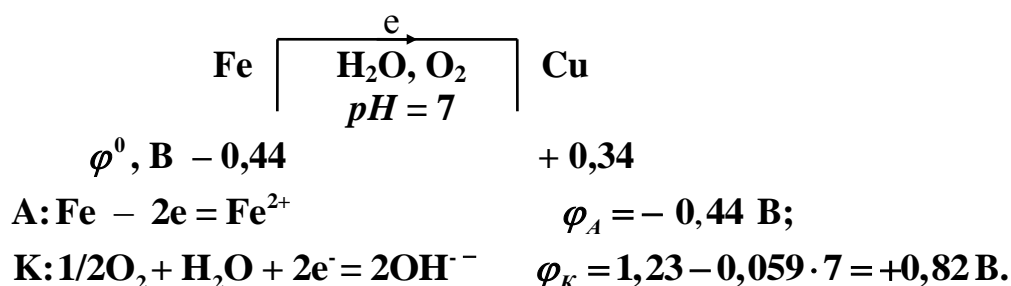 e
Fe H₂O, O₂ Cu
pH = 7
φ⁰, В − 0,44 + 0,34
А: Fe − 2e = Fe²⁺ φ_A = − 0,44 В;
К: 1/2O₂ + H₂O + 2e⁻ = 2OH⁻ ⁻ φ_K = 1,23 − 0,059 · 7 = +0,82 В.